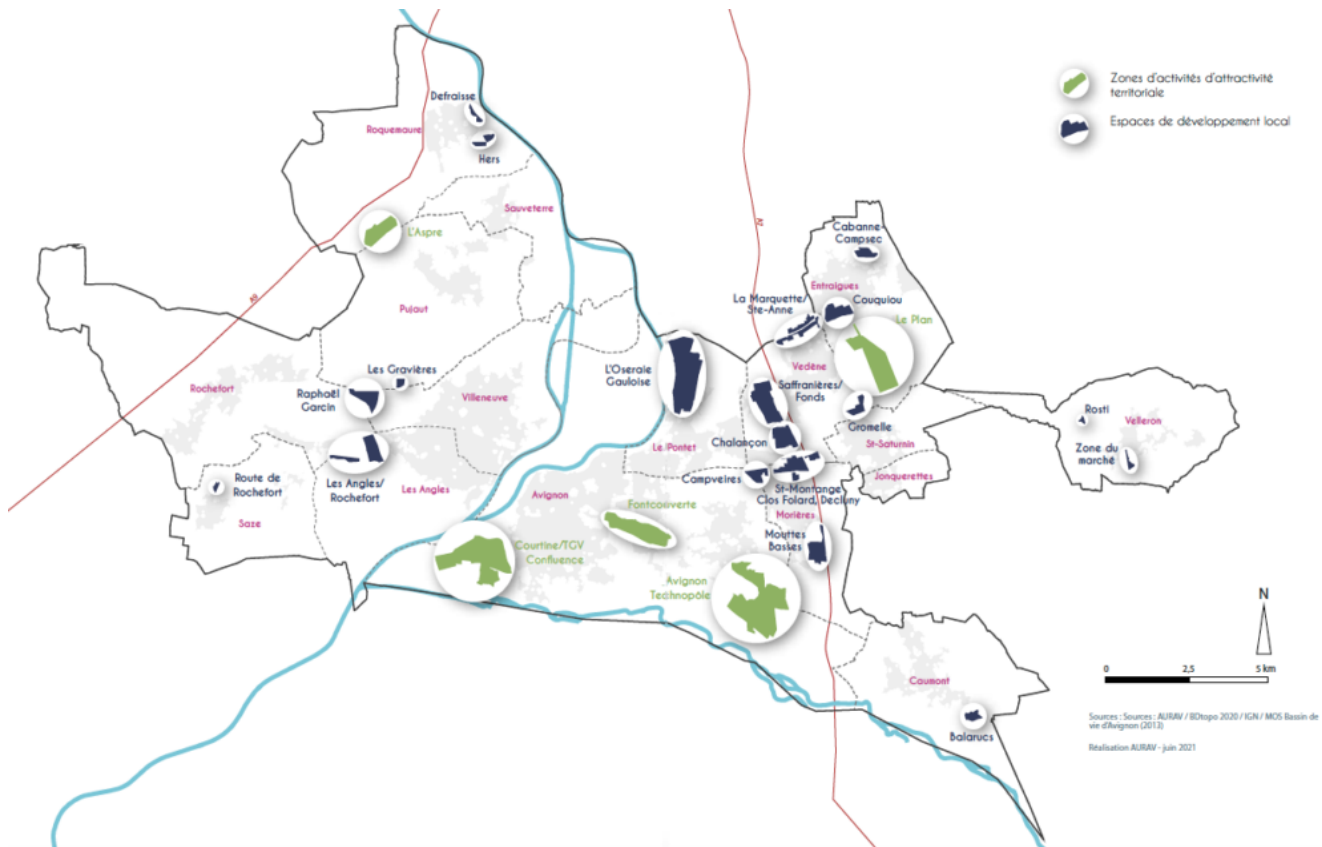 Zones d'activités d'attractivité
territoriale
Espaces de développement local
Defraisse
Roquemaure
Hers
Sauveterre
L'Aspre
A9
A7
Pujaut
Cabanne-
Campsec
Entraigues
La Marquette/
Ste-Anne
Couquiou
Le Plan
Vedène
L'Oseraie
Gauloise
Saffranières/
Fonds
Les Gravières
Rochefort
Raphaël
Garcin
Villeneuve
Rosti
Velleron
Gromelle
Zone du
marché
Chalançon
Le Pontet
St-Saturnin
Jonquerettes
Route de
Rochefort
Les Angles/
Rochefort
Les Angles
Saze
Campveires
St-Montange,
Clos Folard, Decluny
Avignon
Fontcouverte
Morières
Mouttes
Basses
Courtine/TGV
Confluence
Avignon
Technopôle
Caumont
Balarucs
N
0
2,5
5 km
Sources : Sources : AURAV / BDtopo 2020 / IGN / MOS Bassin de
vie d'Avignon (2013)
Réalisation AURAV - juin 2021